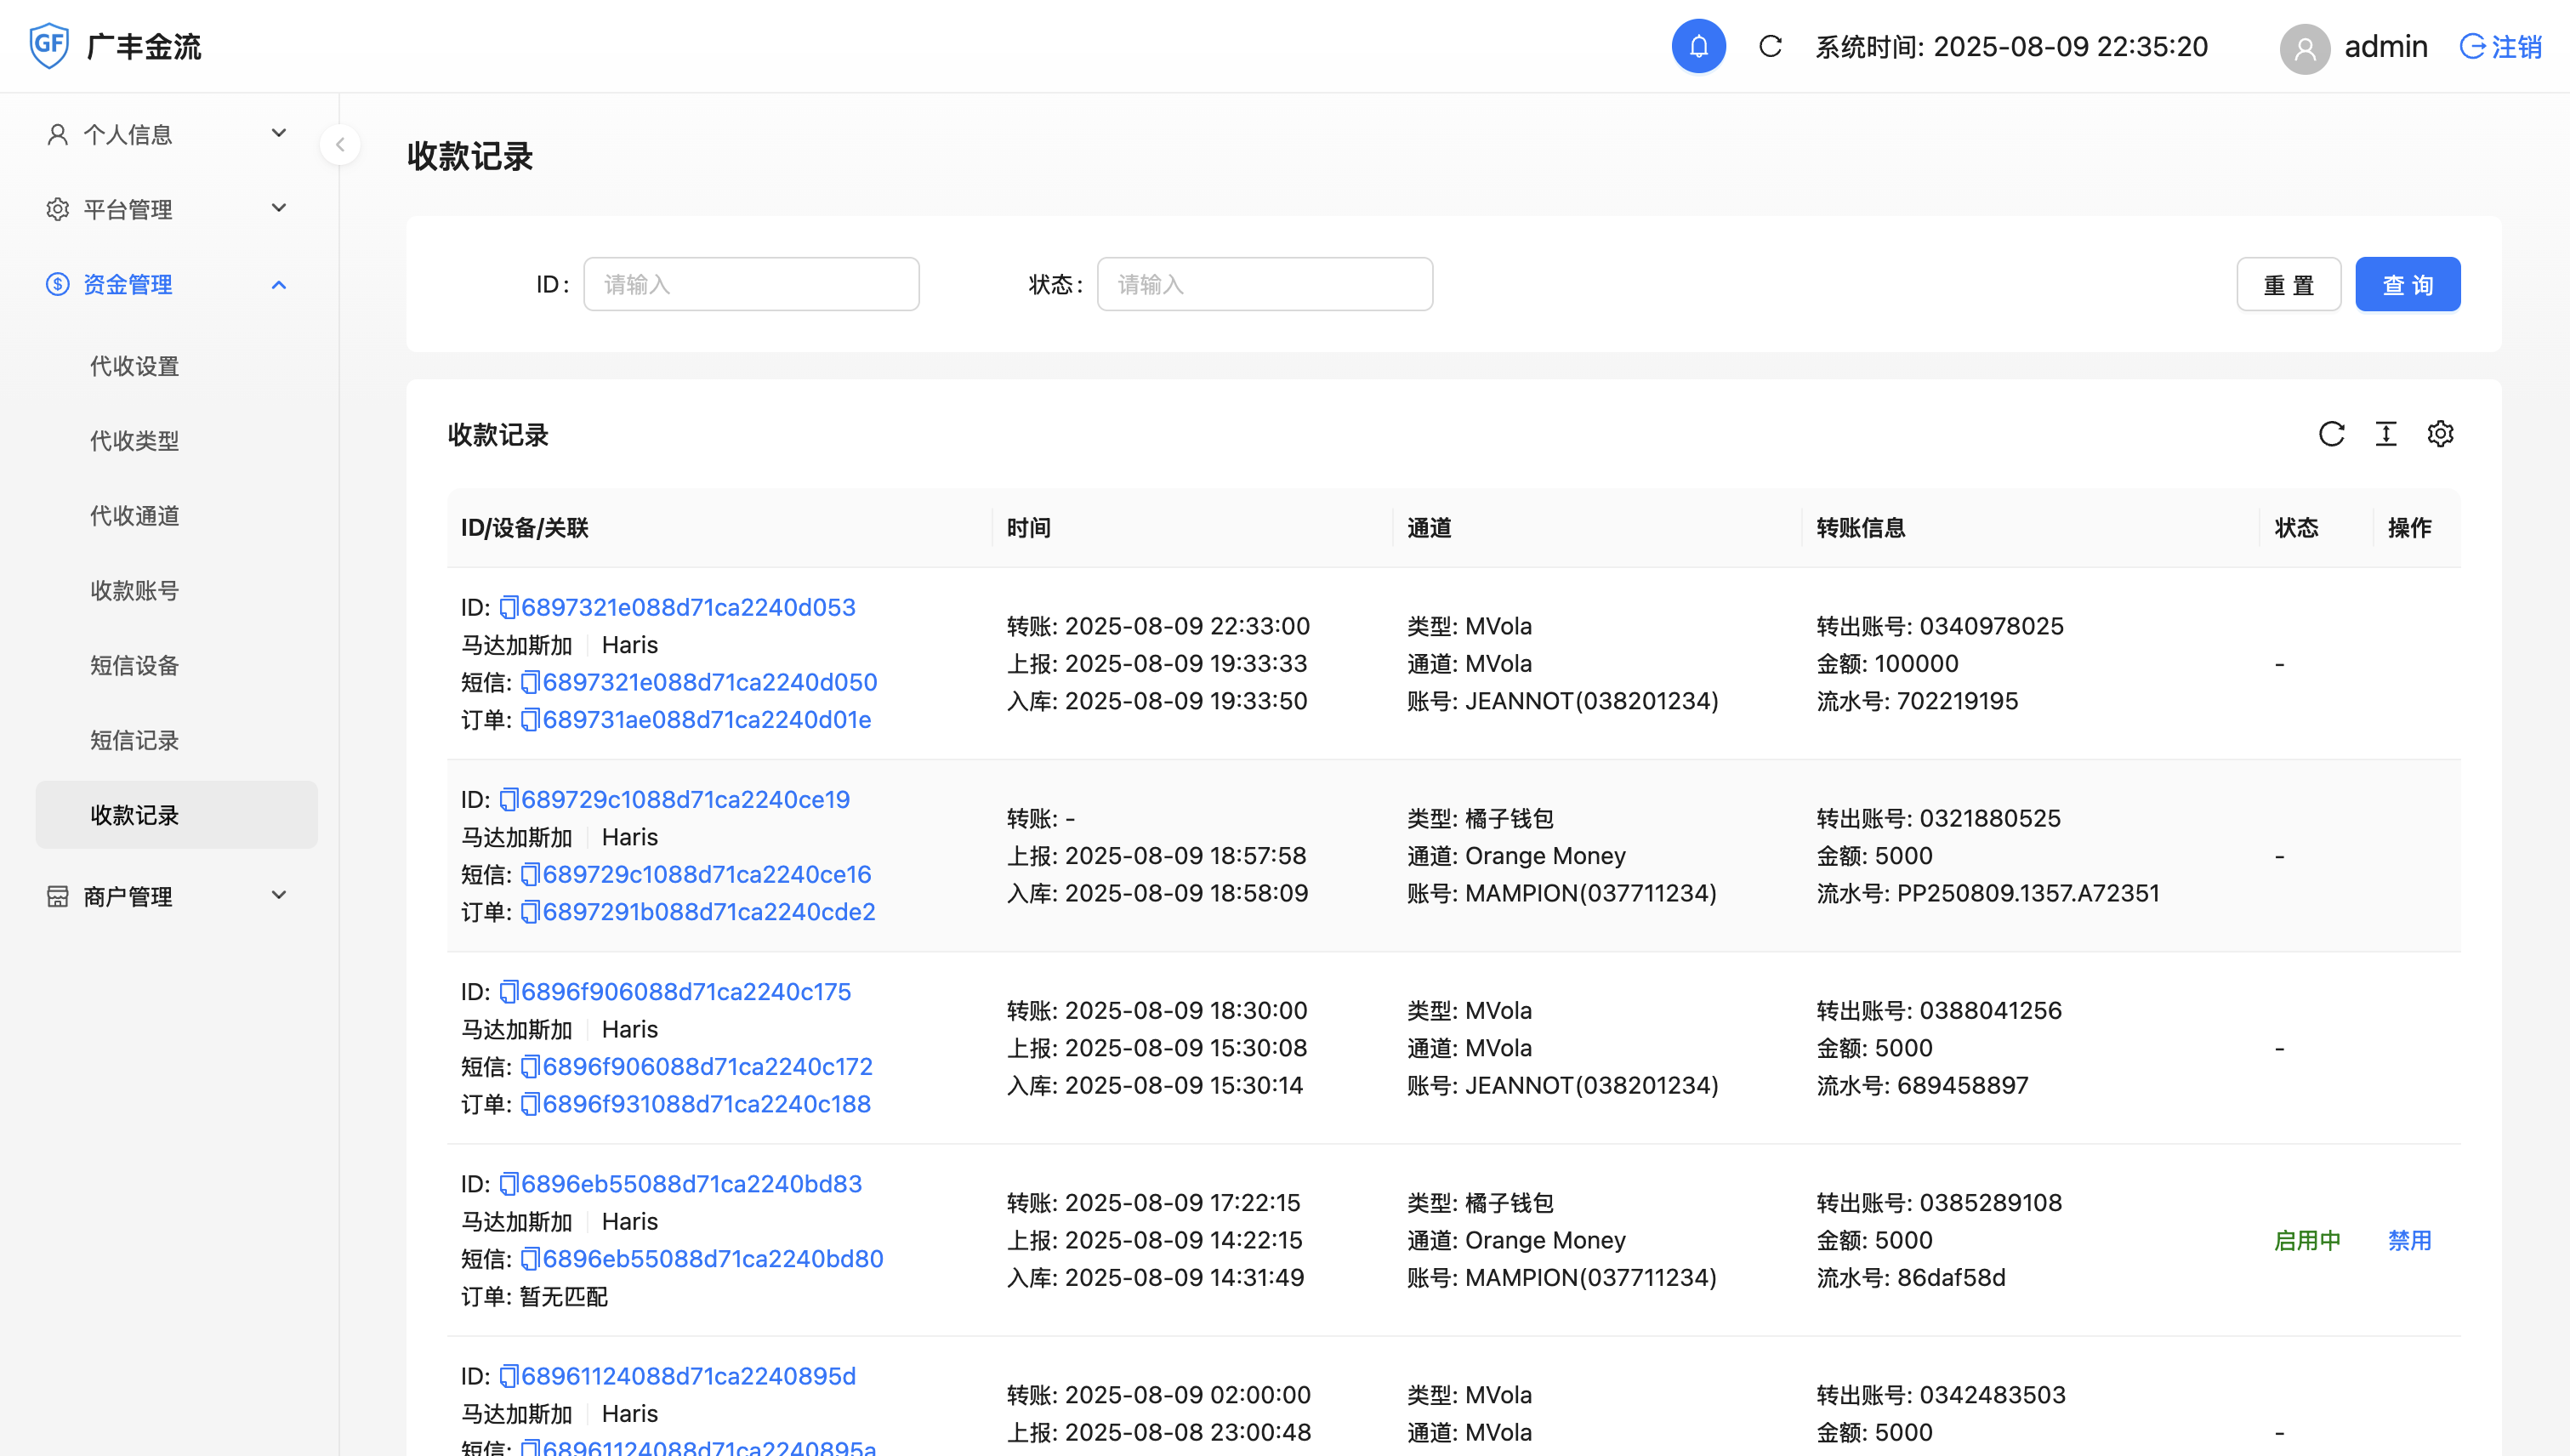 GF 广丰金流
系统时间: 2025-08-09 22:35:20
admin
注销
个人信息
平台管理
资金管理
代收设置
代收类型
代收通道
收款账号
短信设备
短信记录
收款记录
商户管理
收款记录
ID: 请输入
状态: 请输入
重 置
查 询
收款记录
ID/设备/关联 时间 通道 转账信息 状态 操作
ID: 6897321e088d71ca2240d053
马达加斯加 Haris
短信: 6897321e088d71ca2240d050
订单: 689731ae088d71ca2240d01e
转账: 2025-08-09 22:33:00
上报: 2025-08-09 19:33:33
入库: 2025-08-09 19:33:50
类型: MVola
通道: MVola
账号: JEANNOT(038201234)
转出账号: 0340978025
金额: 100000
流水号: 702219195
-
ID: 689729c1088d71ca2240ce19
马达加斯加 Haris
短信: 689729c1088d71ca2240ce16
订单: 6897291b088d71ca2240cde2
转账: -
上报: 2025-08-09 18:57:58
入库: 2025-08-09 18:58:09
类型: 橘子钱包
通道: Orange Money
账号: MAMPION(037711234)
转出账号: 0321880525
金额: 5000
流水号: PP250809.1357.A72351
-
ID: 6896f906088d71ca2240c175
马达加斯加 Haris
短信: 6896f906088d71ca2240c172
订单: 6896f931088d71ca2240c188
转账: 2025-08-09 18:30:00
上报: 2025-08-09 15:30:08
入库: 2025-08-09 15:30:14
类型: MVola
通道: MVola
账号: JEANNOT(038201234)
转出账号: 0388041256
金额: 5000
流水号: 689458897
-
ID: 6896eb55088d71ca2240bd83
马达加斯加 Haris
短信: 6896eb55088d71ca2240bd80
订单: 暂无匹配
转账: 2025-08-09 17:22:15
上报: 2025-08-09 14:22:15
入库: 2025-08-09 14:31:49
类型: 橘子钱包
通道: Orange Money
账号: MAMPION(037711234)
转出账号: 0385289108
金额: 5000
流水号: 86daf58d
启用中
禁用
ID: 68961124088d71ca2240895d
马达加斯加 Haris
短信: 68961124088d71ca2240895a
转账: 2025-08-09 02:00:00
上报: 2025-08-08 23:00:48
类型: MVola
通道: MVola
转出账号: 0342483503
金额: 5000
-